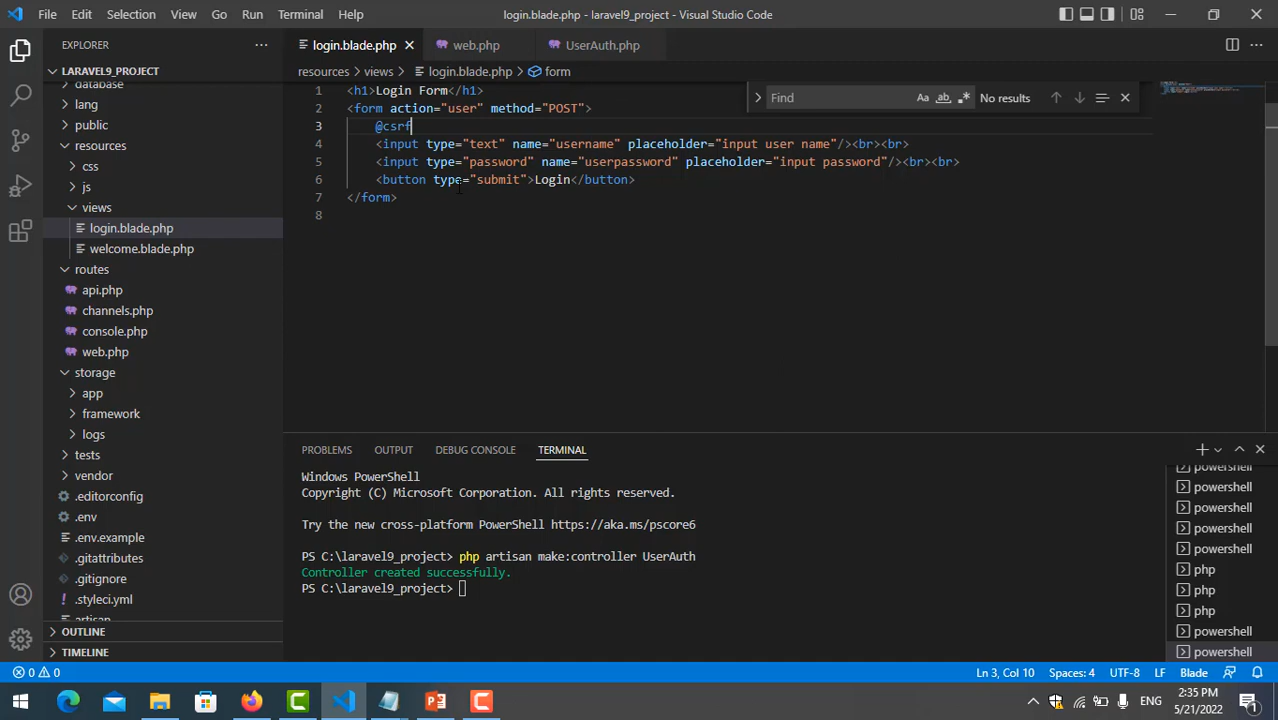 File Edit Selection View Go Run Terminal Help login.blade.php - laravel9_project - Visual Studio Code
EXPLORER
LARAVEL9_PROJECT
database
lang
public
resources
css
js
views
login.blade.php
welcome.blade.php
routes
api.php
channels.php
console.php
web.php
storage
app
framework
logs
tests
vendor
.editorconfig
.env
.env.example
.gitattributes
.gitignore
.styleci.yml
artisan
OUTLINE
TIMELINE
login.blade.php web.php UserAuth.php
resources > views > login.blade.php > form
1 <h1>Login Form</h1>
2 <form action="user" method="POST">
3 @csrf
4 <input type="text" name="username" placeholder="input user name"/><br><br>
5 <input type="password" name="userpassword" placeholder="input password"/><br><br>
6 <button type="submit">Login</button>
7 </form>
8
Find Aa ab No results
PROBLEMS OUTPUT DEBUG CONSOLE TERMINAL
Windows PowerShell
Copyright (C) Microsoft Corporation. All rights reserved.
Try the new cross-platform PowerShell https://aka.ms/pscore6
PS C:\laravel9_project> php artisan make:controller UserAuth
Controller created successfully.
PS C:\laravel9_project>
powershell
powershell
powershell
powershell
powershell
php
php
php
powershell
powershell
0 0 Ln 3, Col 10 Spaces: 4 UTF-8 LF Blade
ENG 2:35 PM
5/21/2022
1